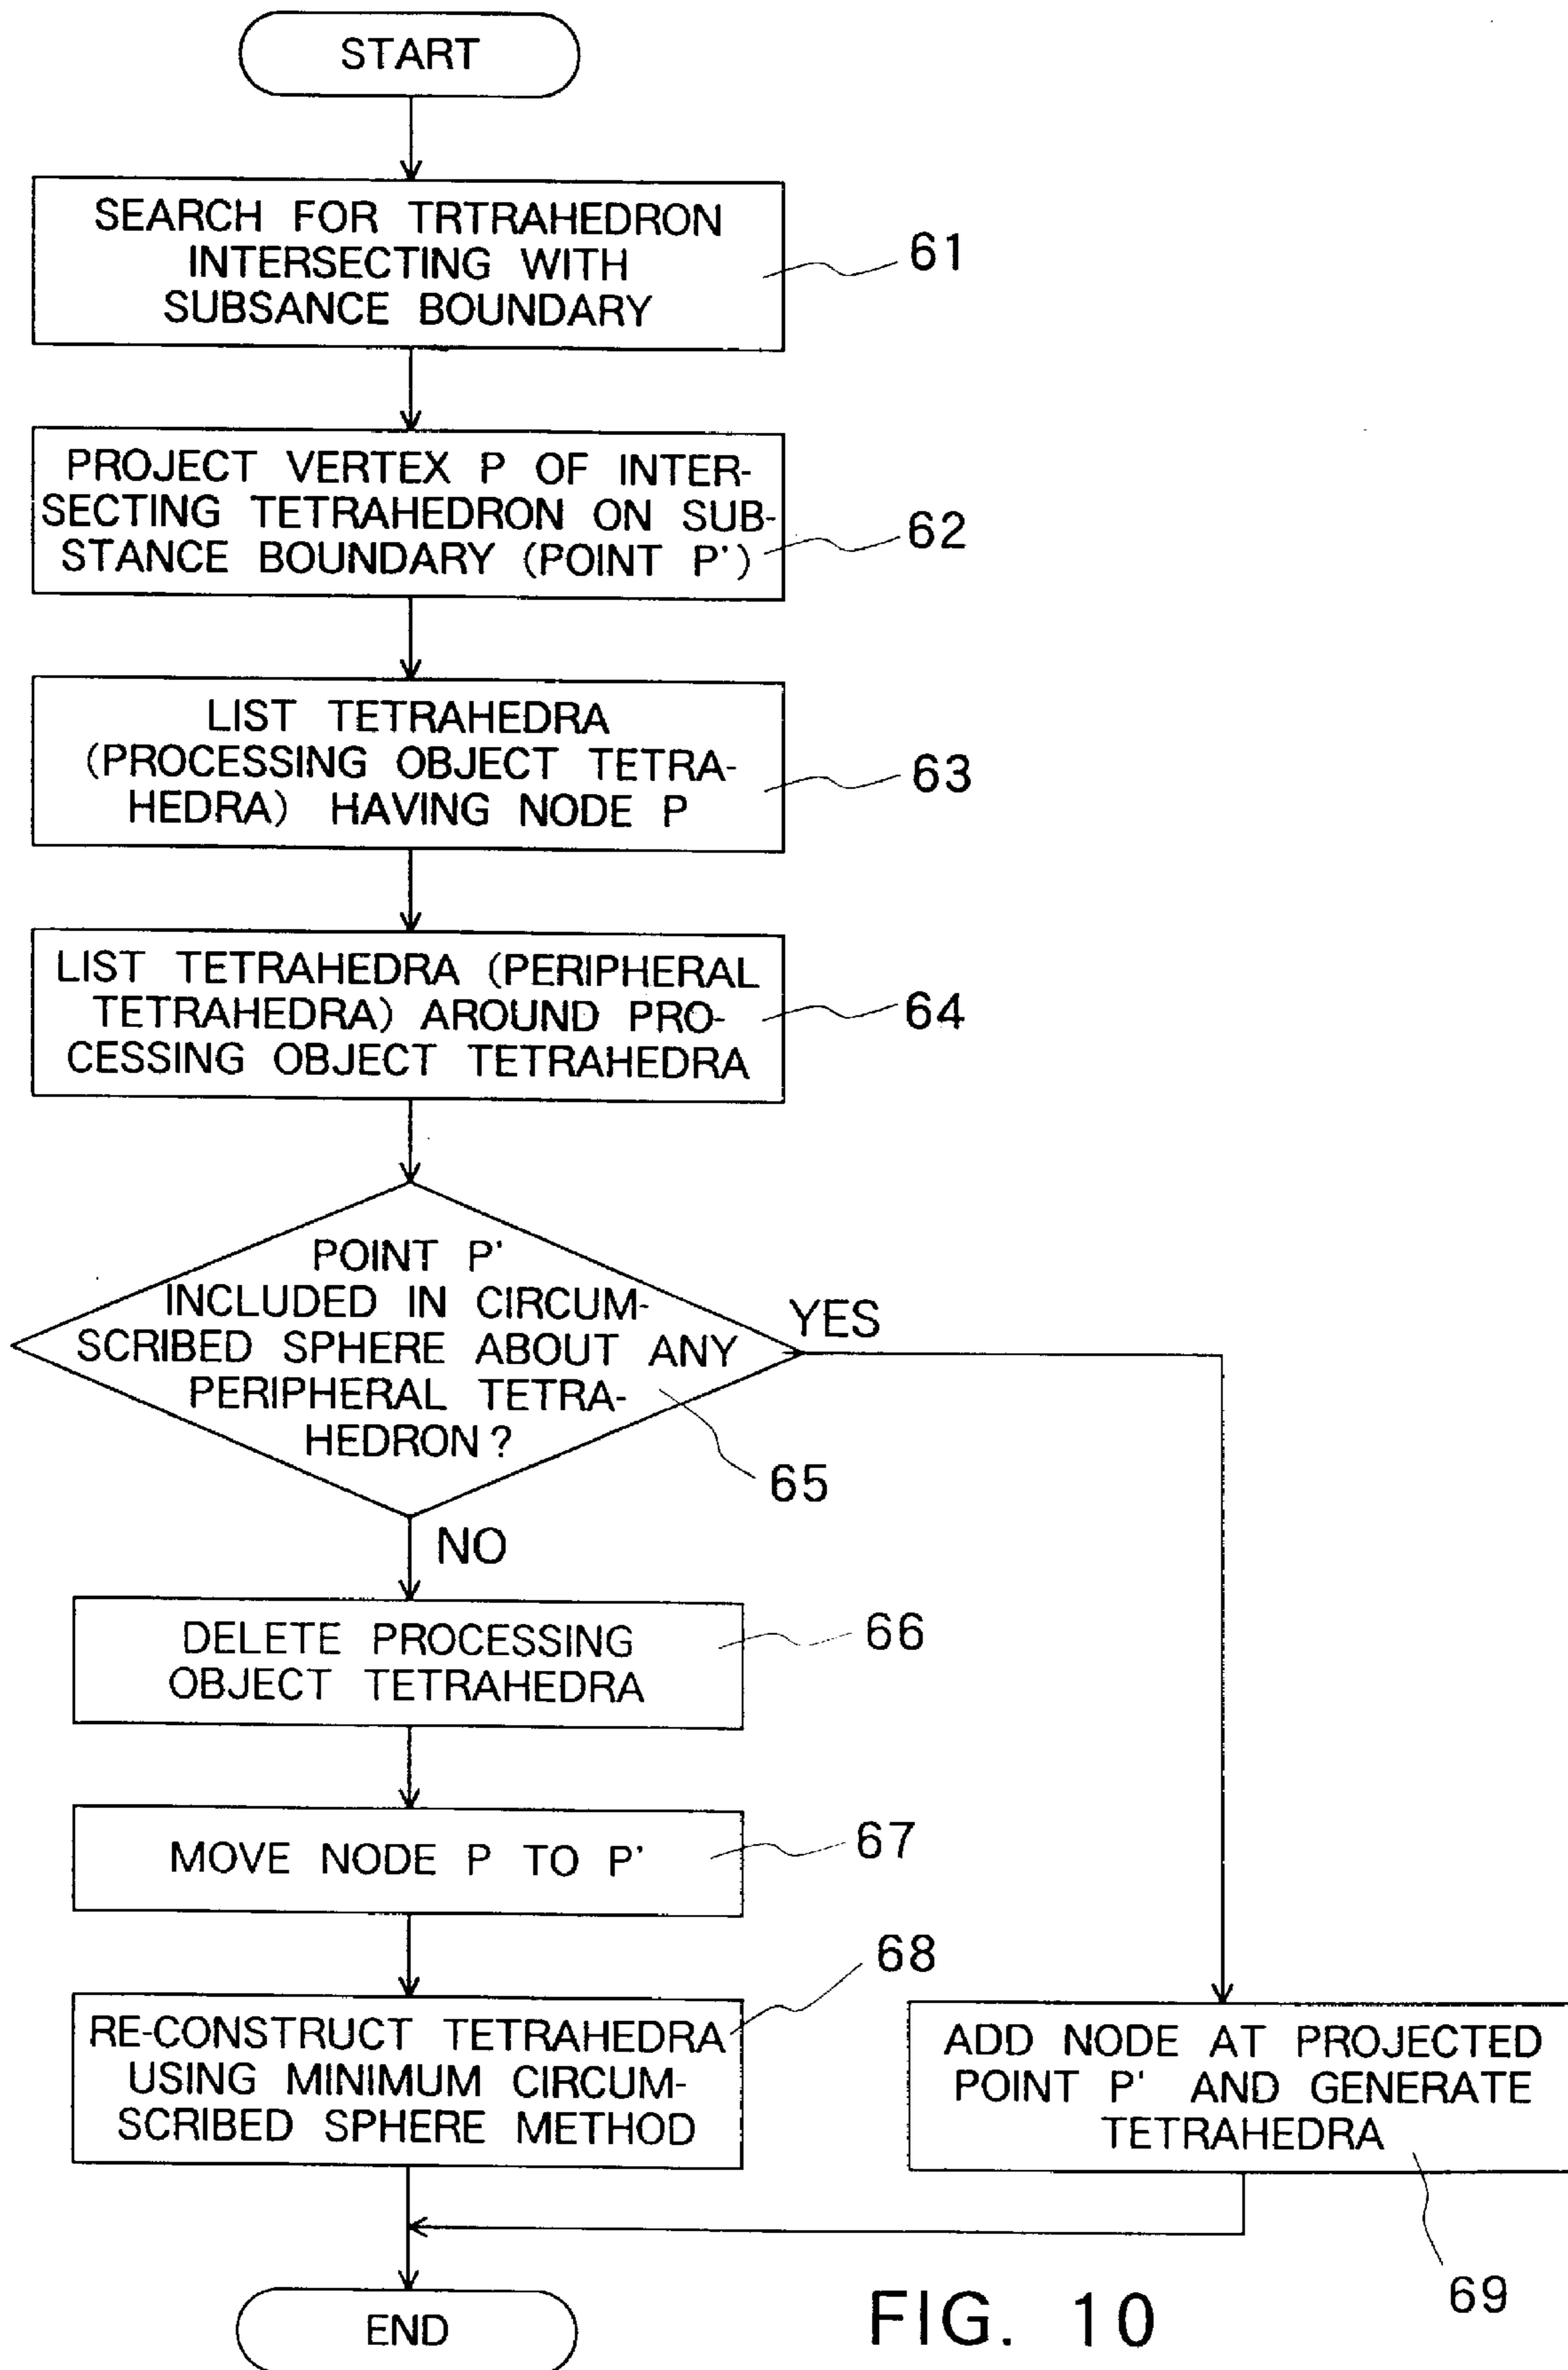 START
SEARCH FOR TRTRAHEDRON
INTERSECTING WITH
SUBSANCE BOUNDARY
61
PROJECT VERTEX P OF INTER-
SECTING TETRAHEDRON ON SUB-
STANCE BOUNDARY (POINT P')
62
LIST TETRAHEDRA
(PROCESSING OBJECT TETRA-
HEDRA) HAVING NODE P
63
LIST TETRAHEDRA (PERIPHERAL
TETRAHEDRA) AROUND PRO-
CESSING OBJECT TETRAHEDRA
64
POINT P'
INCLUDED IN CIRCUM-
SCRIBED SPHERE ABOUT ANY
PERIPHERAL TETRA-
HEDRON?
65
YES
NO
DELETE PROCESSING
OBJECT TETRAHEDRA
66
MOVE NODE P TO P'
67
RE-CONSTRUCT TETRAHEDRA
USING MINIMUM CIRCUM-
SCRIBED SPHERE METHOD
68
ADD NODE AT PROJECTED
POINT P' AND GENERATE
TETRAHEDRA
69
END
FIG. 10